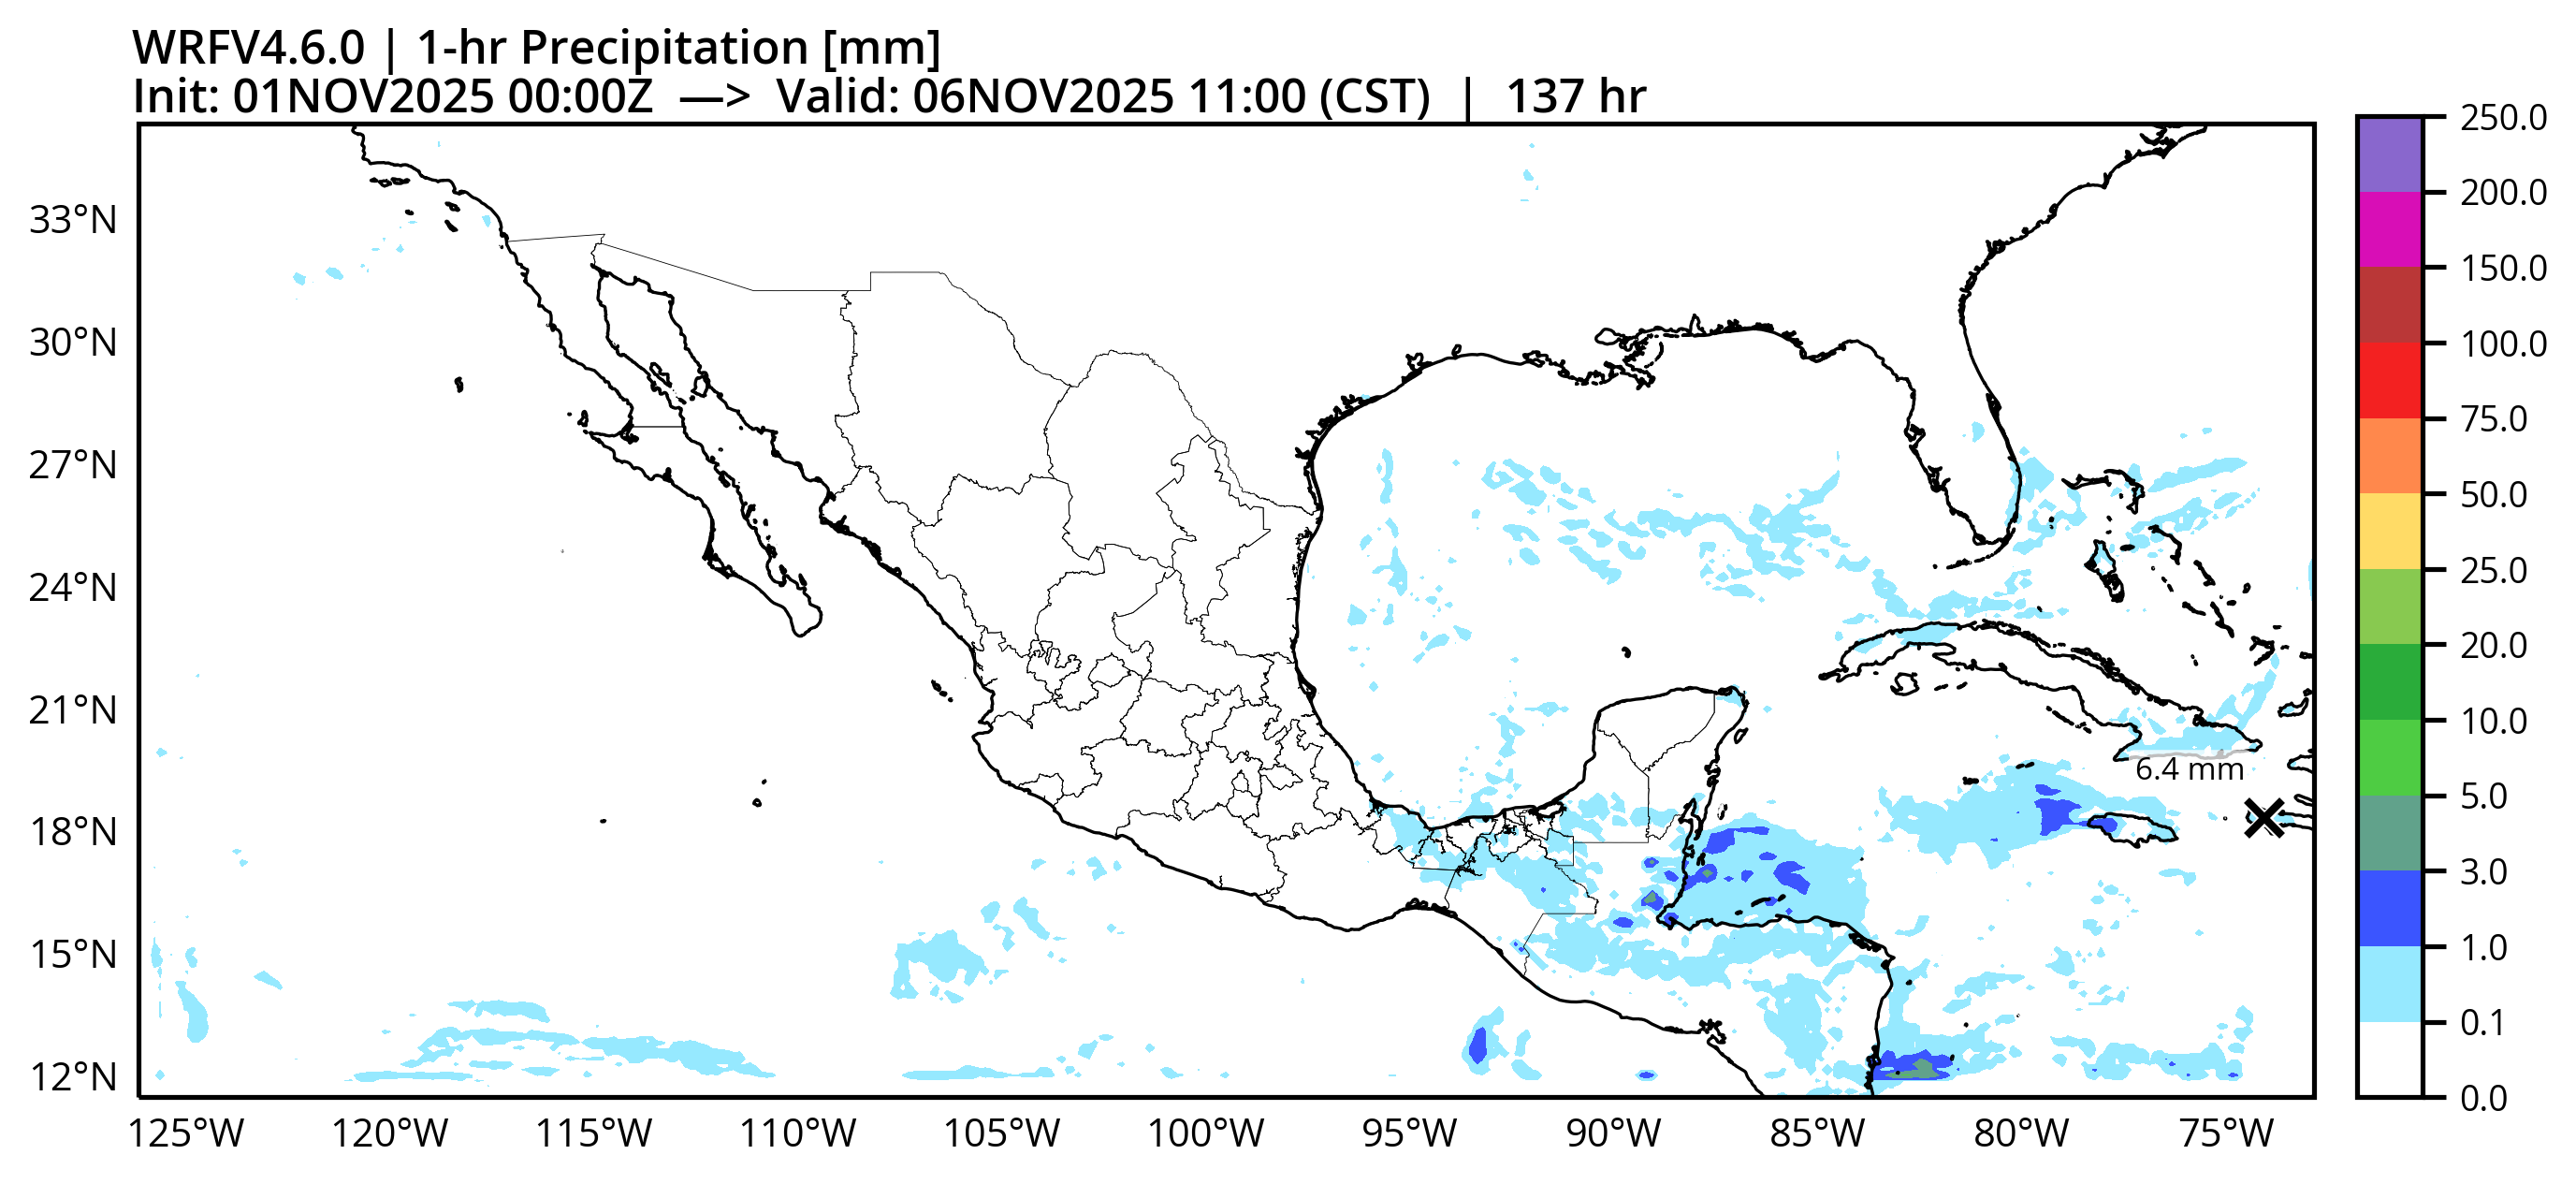 WRFV4.6.0 | 1-hr Precipitation [mm]
Init: 01NOV2025 00:00Z —> Valid: 06NOV2025 11:00 (CST) | 137 hr
250.0
200.0
150.0
100.0
75.0
50.0
25.0
20.0
10.0
5.0
3.0
1.0
0.1
0.0
33°N
30°N
27°N
24°N
21°N
18°N
15°N
12°N
6.4 mm
125°W 120°W 115°W 110°W 105°W 100°W 95°W 90°W 85°W 80°W 75°W